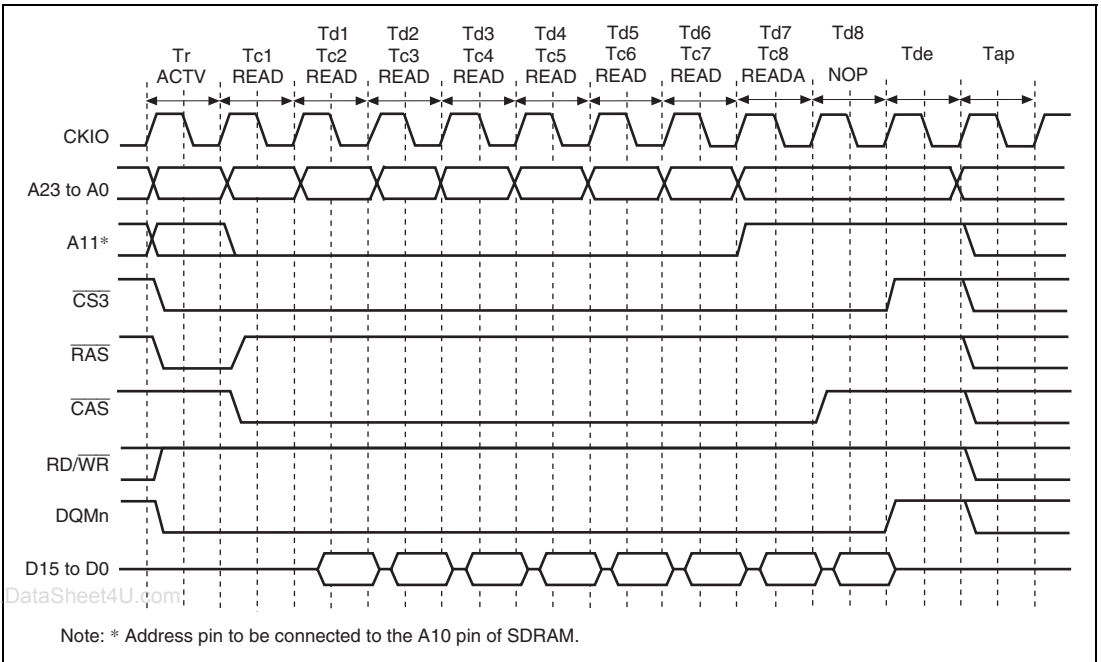 Td1 Td2 Td3 Td4 Td5 Td6 Td7 Td8
Tr Tc1 Tc2 Tc3 Tc4 Tc5 Tc6 Tc7 Tc8 Tde Tap
ACTV READ READ READ READ READ READ READ READA NOP
CKIO
A23 to A0
A11*
CS3
RAS
CAS
RD/WR
DQMn
D15 to D0
DataSheet4U.com
Note: * Address pin to be connected to the A10 pin of SDRAM.